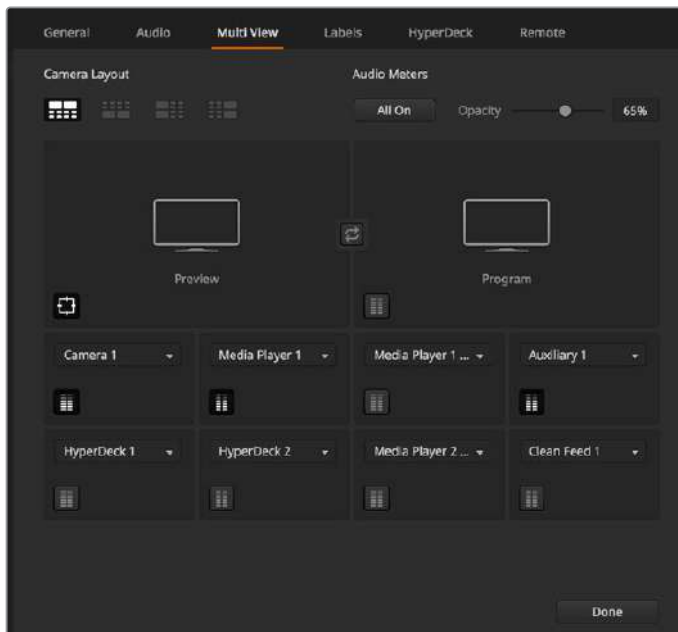 General Audio Multi View Labels HyperDeck Remote
Camera Layout Audio Meters
All On Opacity 65%
Preview Program
Camera 1 Media Player 1 Media Player 1 ... Auxiliary 1
HyperDeck 1 HyperDeck 2 Media Player 2 ... Clean Feed 1
Done